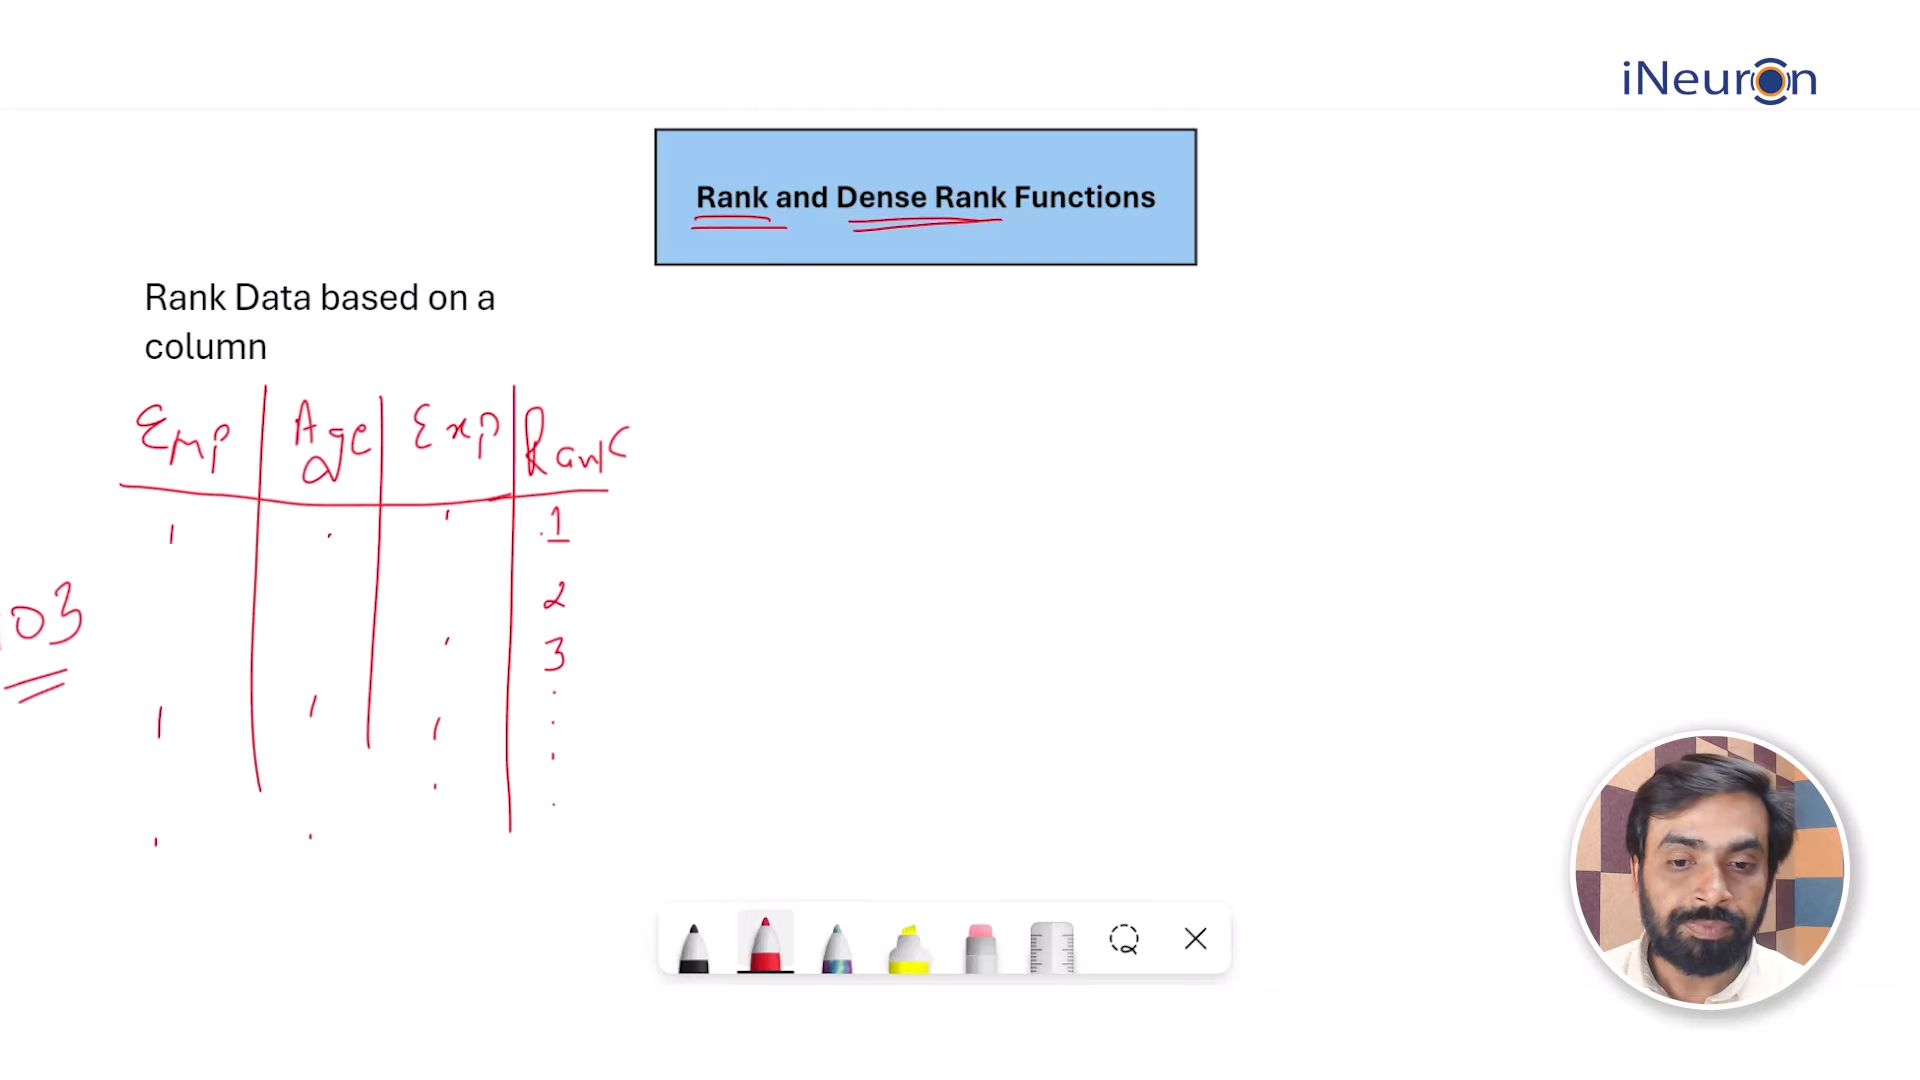 iNeuron
Rank and Dense Rank Functions
Rank Data based on a
column
Emp Age Exp Rank
1
2
3
03